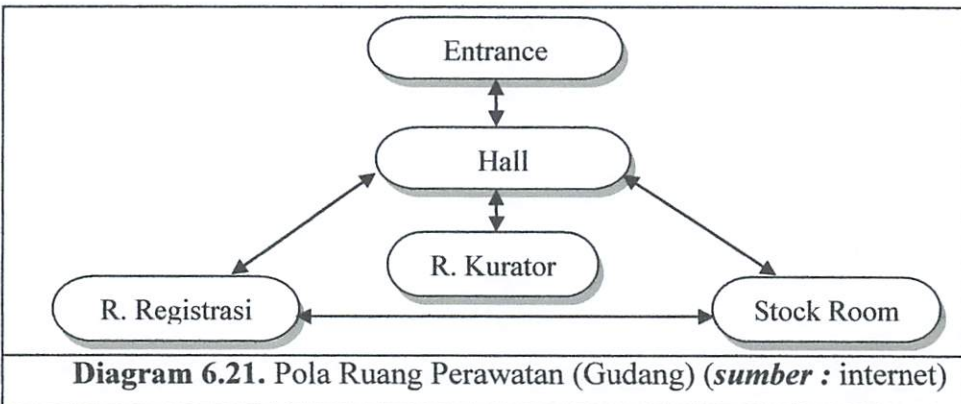 Entrance
Hall
R. Kurator
R. Registrasi
Stock Room
Diagram 6.21. Pola Ruang Perawatan (Gudang) (sumber : internet)